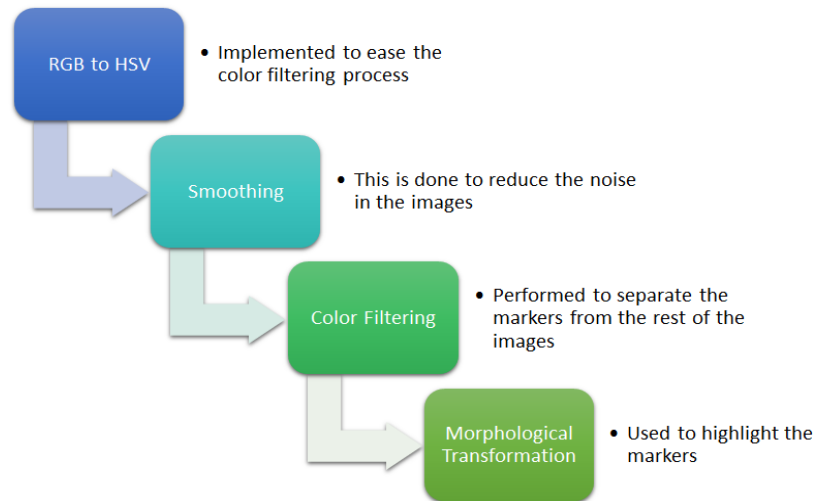 RGB to HSV
• Implemented to ease the
color filtering process
Smoothing
• This is done to reduce the noise
in the images
Color Filtering
• Performed to separate the
markers from the rest of the
images
Morphological
Transformation
• Used to highlight the
markers